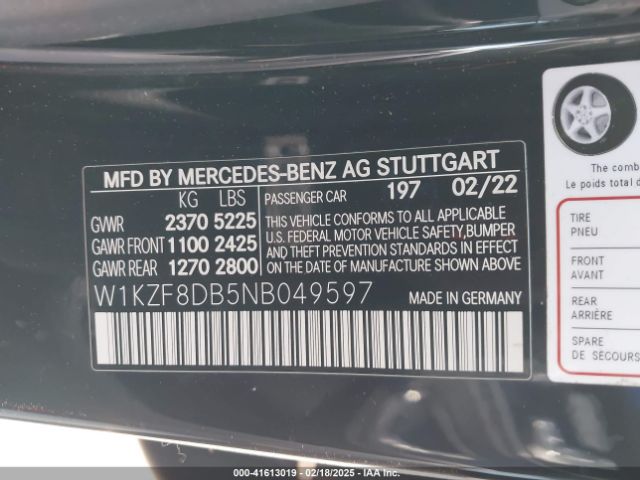 MFD BY MERCEDES-BENZ AG STUTTGART
KG LBS PASSENGER CAR 197 02/22
GVWR 2370 5225
GAWR FRONT 1100 2425
GAWR REAR 1270 2800
THIS VEHICLE CONFORMS TO ALL APPLICABLE
U.S. FEDERAL MOTOR VEHICLE SAFETY,BUMPER
AND THEFT PREVENTION STANDARDS IN EFFECT
ON THE DATE OF MANUFACTURE SHOWN ABOVE.
W1KZF8DB5NB049597 MADE IN GERMANY
The comb
Le poids total d
TIRE
PNEU
FRONT
AVANT
REAR
ARRIÈRE
SPARE
DE SECOURS
000-41613019 - 02/18/2025 - IAA Inc.